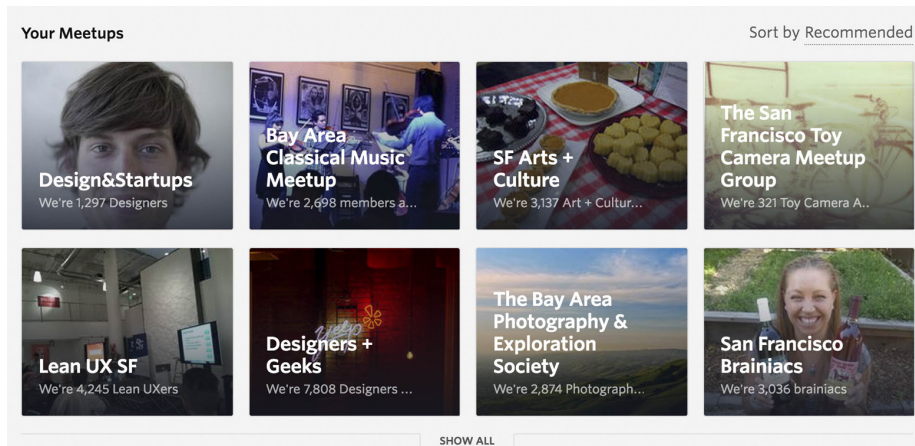 Your Meetups
Sort by Recommended
Design&Startups
We're 1,297 Designers
Bay Area
Classical Music
Meetup
We're 2,698 members a...
SF Arts +
Culture
We're 3,137 Art + Cultur...
The San
Francisco Toy
Camera Meetup
Group
We're 321 Toy Camera A..
Lean UX SF
We're 4,245 Lean UXers
yelp
Designers +
Geeks
We're 7,808 Designers ...
The Bay Area
Photography &
Exploration
Society
We're 2,874 Photograph...
San Francisco
Brainiacs
We're 3,036 brainiacs
SHOW ALL